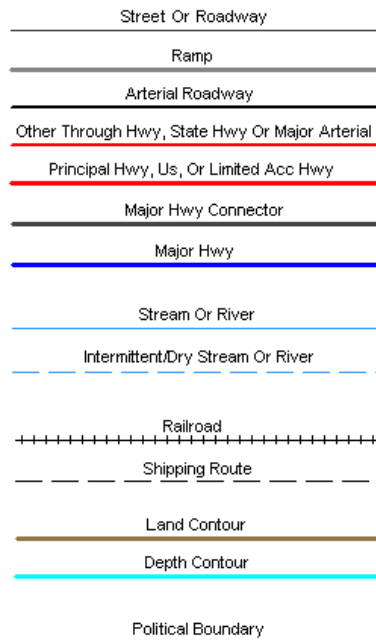 Street Or Roadway
Ramp
Arterial Roadway
Other Through Hwy, State Hwy Or Major Arterial
Principal Hwy, Us, Or Limited Acc Hwy
Major Hwy Connector
Major Hwy
Stream Or River
Intermittent/Dry Stream Or River
Railroad
Shipping Route
Land Contour
Depth Contour
Political Boundary